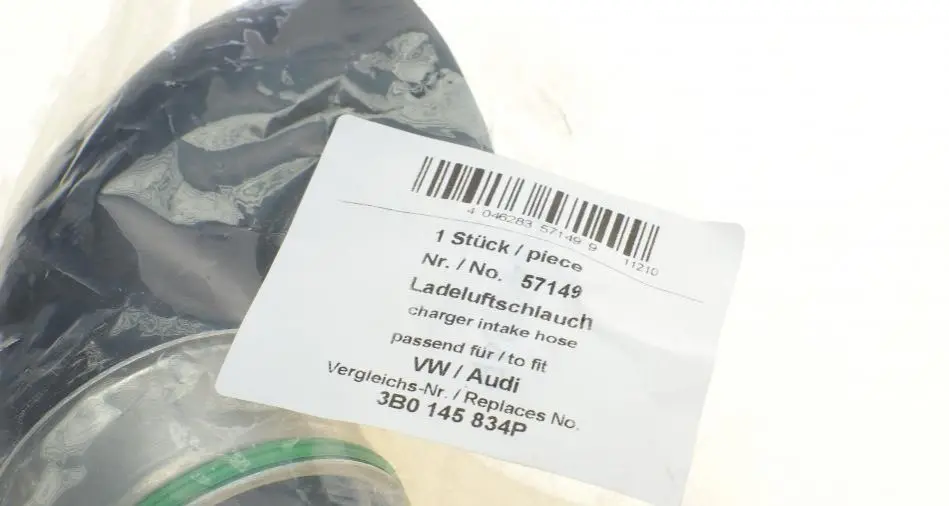 4 046283 57149 9
11210
1 Stück / piece
Nr. / No. 57149
Ladeluftschlauch
charger intake hose
passend für / to fit
VW / Audi
Vergleichs-Nr. / Replaces No.
3B0 145 834P